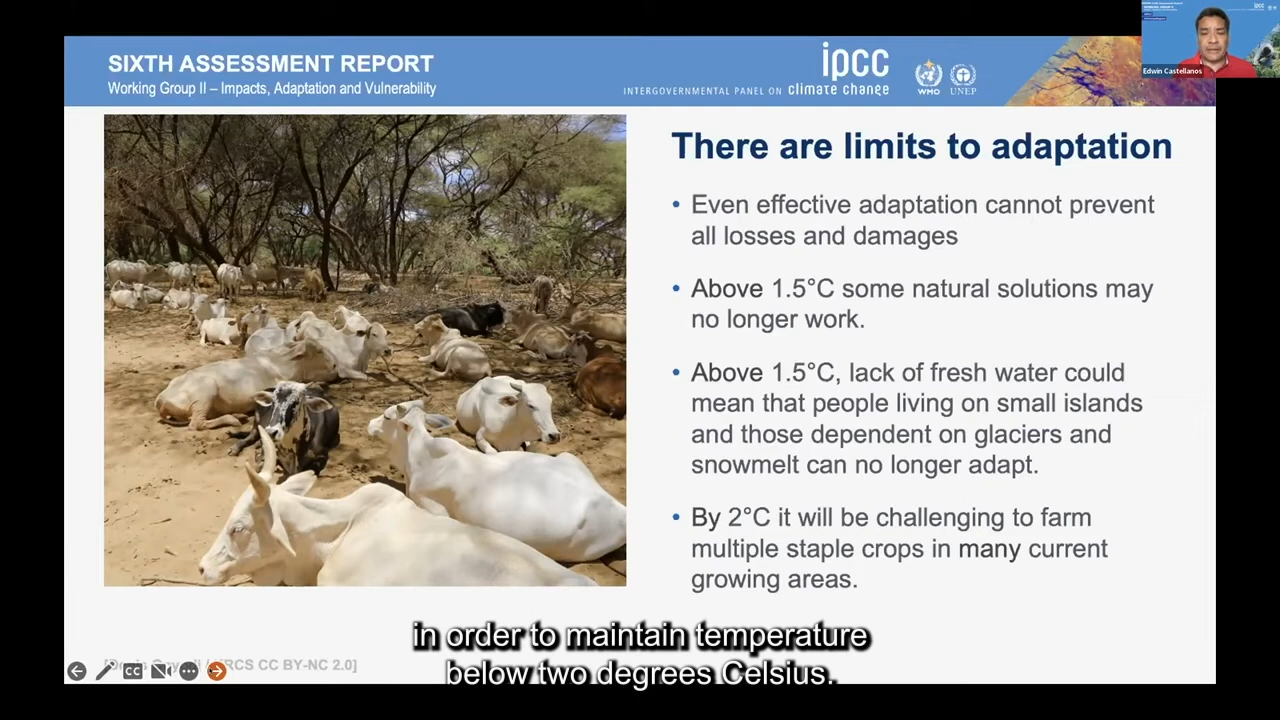 SIXTH ASSESSMENT REPORT
Working Group II – Impacts, Adaptation and Vulnerability
INTERGOVERNMENTAL PANEL ON climate change
ipcc
WMO
UNEP
Edwin Castellanos
There are limits to adaptation
• Even effective adaptation cannot prevent
all losses and damages
• Above 1.5°C some natural solutions may
no longer work.
• Above 1.5°C, lack of fresh water could
mean that people living on small islands
and those dependent on glaciers and
snowmelt can no longer adapt.
• By 2°C it will be challenging to farm
multiple staple crops in many current
growing areas.
in order to maintain temperature
below two degrees Celsius.
CC BY-NC 2.0]
CC